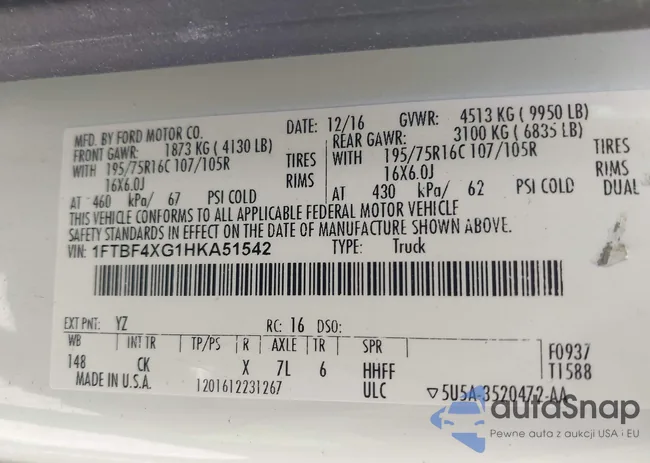 MFD. BY FORD MOTOR CO. DATE: 12/16 GVWR: 4513 KG ( 9950 LB)
FRONT GAWR: 1873 KG ( 4130 LB) REAR GAWR: 3100 KG ( 6835 LB)
WITH 195/75R16C 107/105R TIRES WITH 195/75R16C 107/105R TIRES
16X6.0J RIMS 16X6.0J RIMS
AT 460 kPa/ 67 PSI COLD AT 430 kPa/ 62 PSI COLD DUAL
THIS VEHICLE CONFORMS TO ALL APPLICABLE FEDERAL MOTOR VEHICLE
SAFETY STANDARDS IN EFFECT ON THE DATE OF MANUFACTURE SHOWN ABOVE.
VIN: 1FTBF4XG1HKA51542 TYPE: Truck
EXT PNT: YZ RC: 16 DSO:
WB INT TR TP/PS R AXLE TR SPR F0937
148 CK X 7L 6 HHFF T1588
MADE IN U.S.A. 1201612231267 ULC ▽5U5A-3520472-AA
autoSnap
Pewne auta z aukcji USA i EU